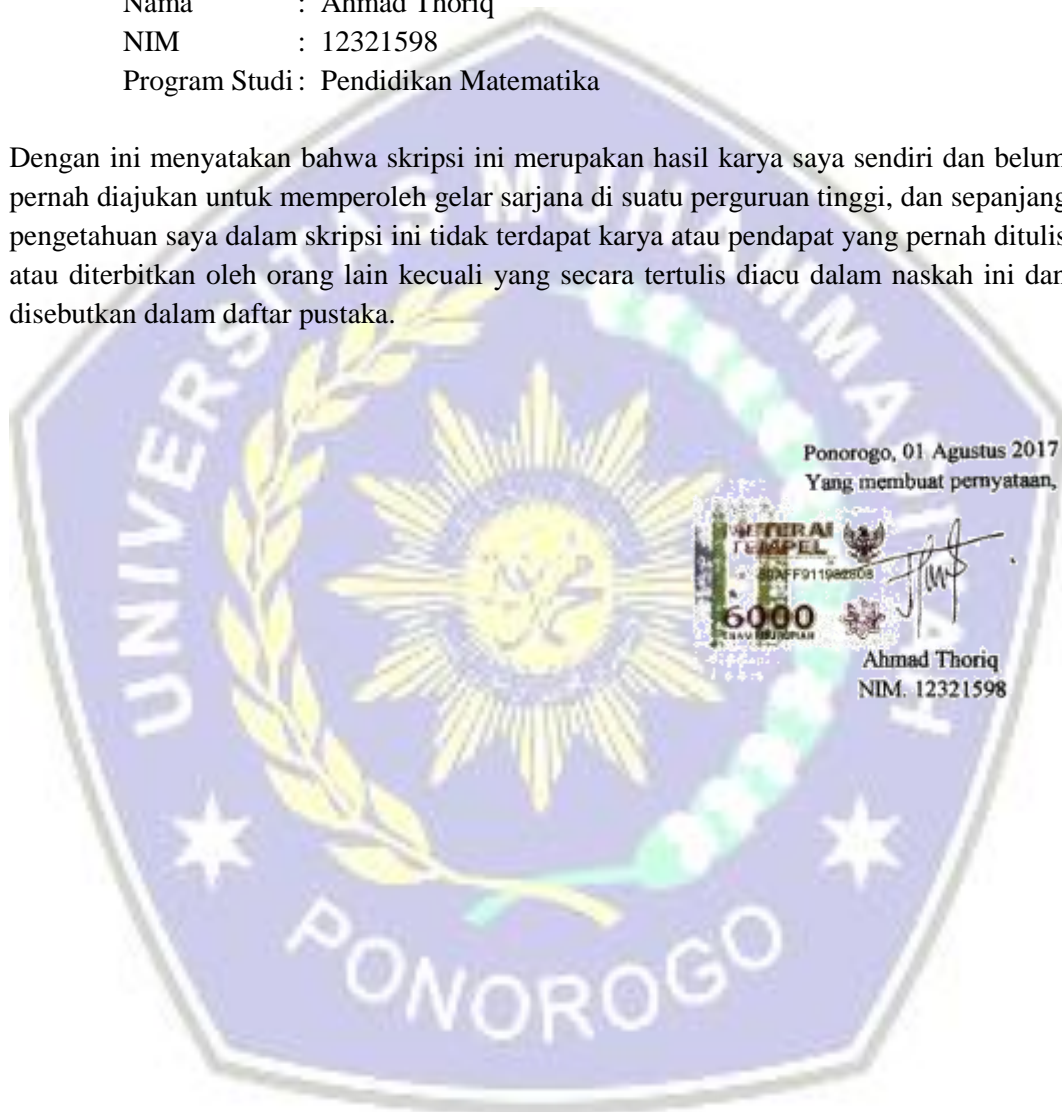 Nama : Ahmad Thoriq
NIM : 12321598
Program Studi : Pendidikan Matematika
Dengan ini menyatakan bahwa skripsi ini merupakan hasil karya saya sendiri dan belum
pernah diajukan untuk memperoleh gelar sarjana di suatu perguruan tinggi, dan sepanjang
pengetahuan saya dalam skripsi ini tidak terdapat karya atau pendapat yang pernah ditulis
atau diterbitkan oleh orang lain kecuali yang secara tertulis diacu dalam naskah ini dan
disebutkan dalam daftar pustaka.
UNIVERSITAS MUHAMMADIYAH
Ponorogo, 01 Agustus 2017
Yang membuat pernyataan,
METERAI
TEMPEL
6000
ENAM RIBU RUPIAH
Ahmad Thoriq
NIM. 12321598
PONOROGO